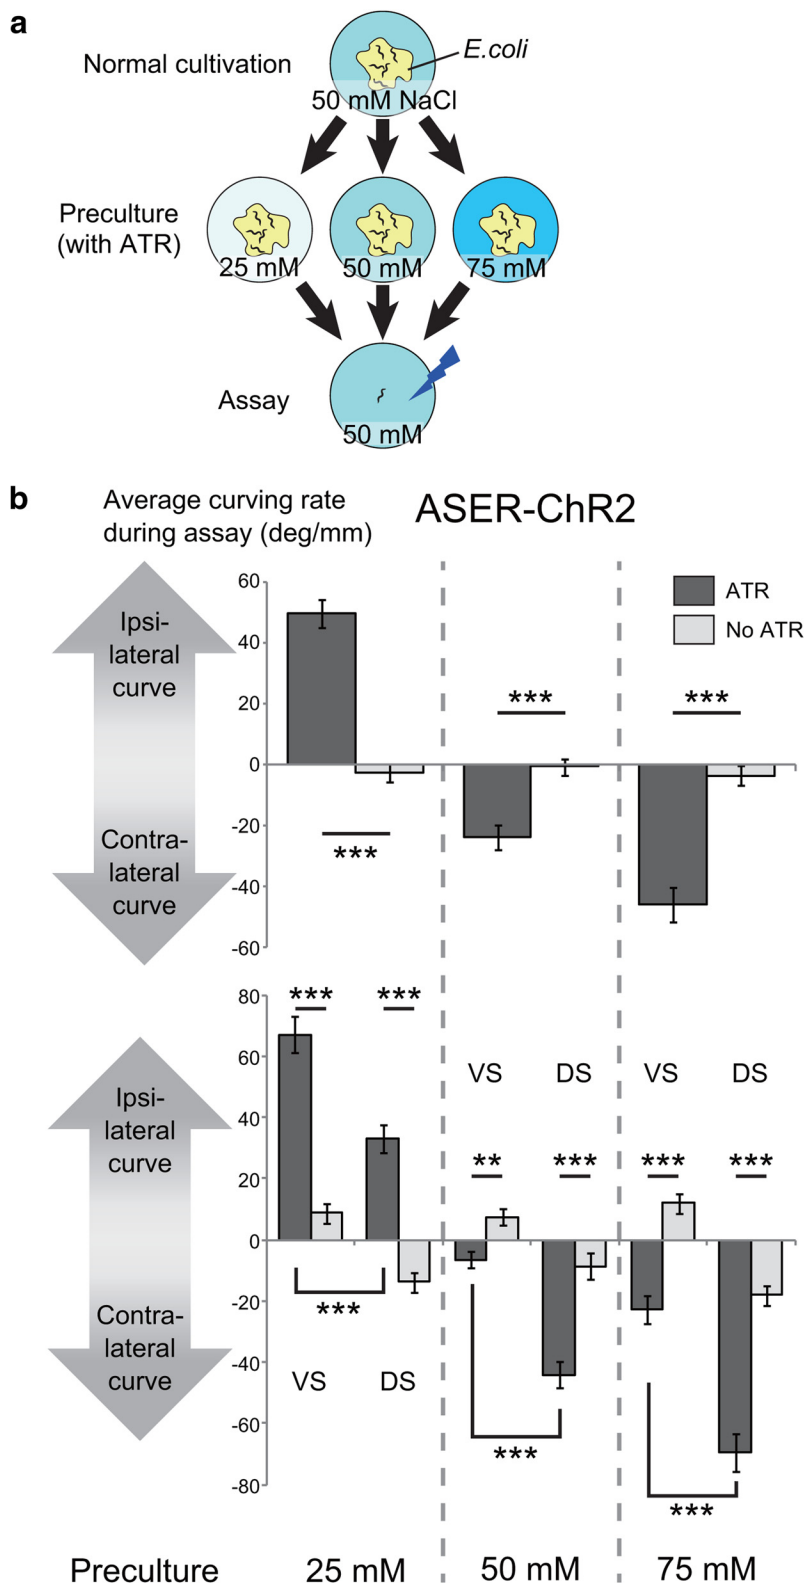 a
Normal cultivation
E.coli
50 mM NaCl
Preculture
(with ATR)
25 mM
50 mM
75 mM
Assay
50 mM
b
Average curving rate
during assay (deg/mm)
ASER-ChR2
Ipsi-
lateral
curve
Contra-
lateral
curve
60
40
20
0
-20
-40
-60
ATR
No ATR
***
***
***
Ipsi-
lateral
curve
Contra-
lateral
curve
80
60
40
20
0
-20
-40
-60
-80
***
***
VS
DS
VS
DS
**
***
***
***
***
VS
DS
***
***
Preculture
25 mM
50 mM
75 mM